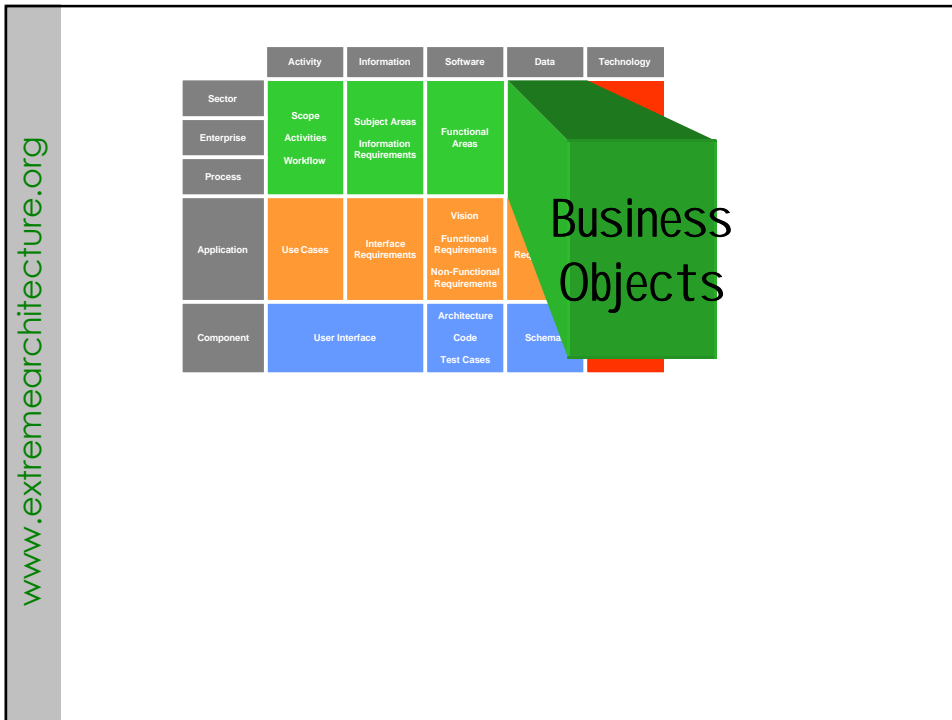 www.extremearchitecture.org
Activity
Information
Software
Data
Technology
Sector
Enterprise
Process
Scope
Activities
Workflow
Subject Areas
Information
Requirements
Functional
Areas
Application
Use Cases
Interface
Requirements
Vision
Functional
Requirements
Non-Functional
Requirements
Business
Objects
Component
User Interface
Architecture
Code
Test Cases
Schema